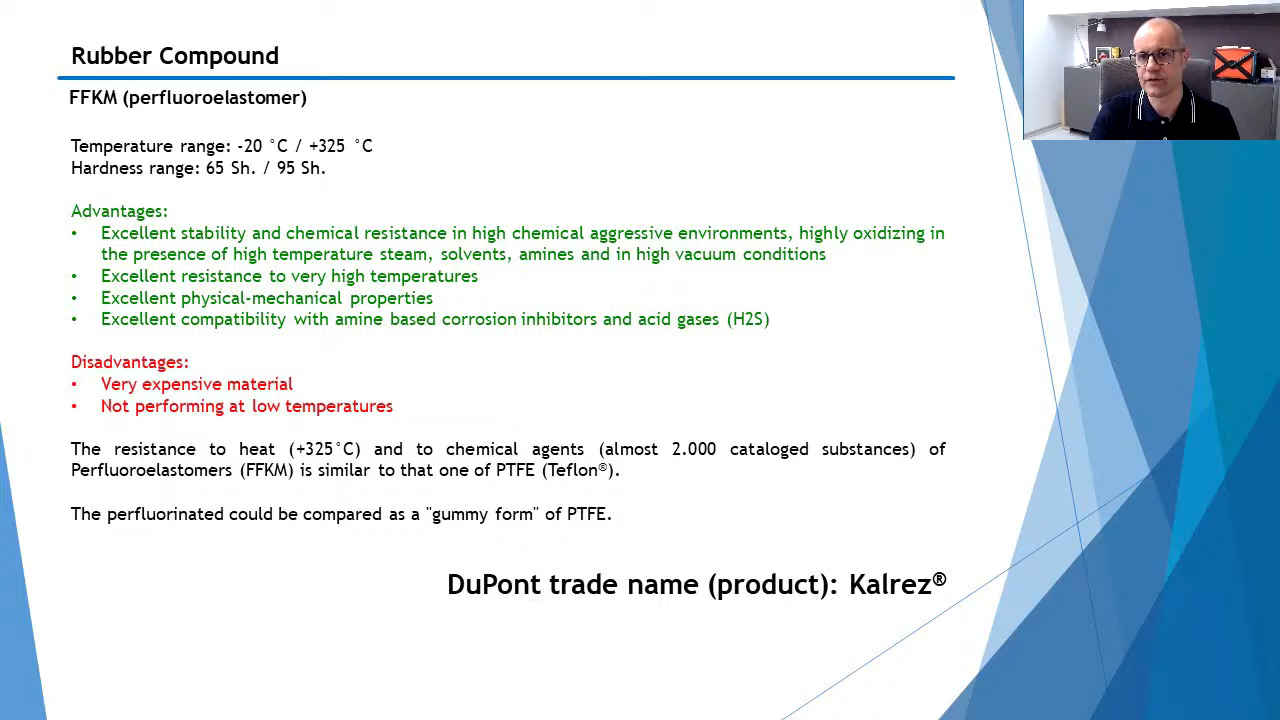 Rubber Compound
FFKM (perfluoroelastomer)
Temperature range: -20 °C / +325 °C
Hardness range: 65 Sh. / 95 Sh.
Advantages:
• Excellent stability and chemical resistance in high chemical aggressive environments, highly oxidizing in
the presence of high temperature steam, solvents, amines and in high vacuum conditions
• Excellent resistance to very high temperatures
• Excellent physical-mechanical properties
• Excellent compatibility with amine based corrosion inhibitors and acid gases (H2S)
Disadvantages:
• Very expensive material
• Not performing at low temperatures
The resistance to heat (+325°C) and to chemical agents (almost 2.000 cataloged substances) of
Perfluoroelastomers (FFKM) is similar to that one of PTFE (Teflon®).
The perfluorinated could be compared as a "gummy form" of PTFE.
DuPont trade name (product): Kalrez®